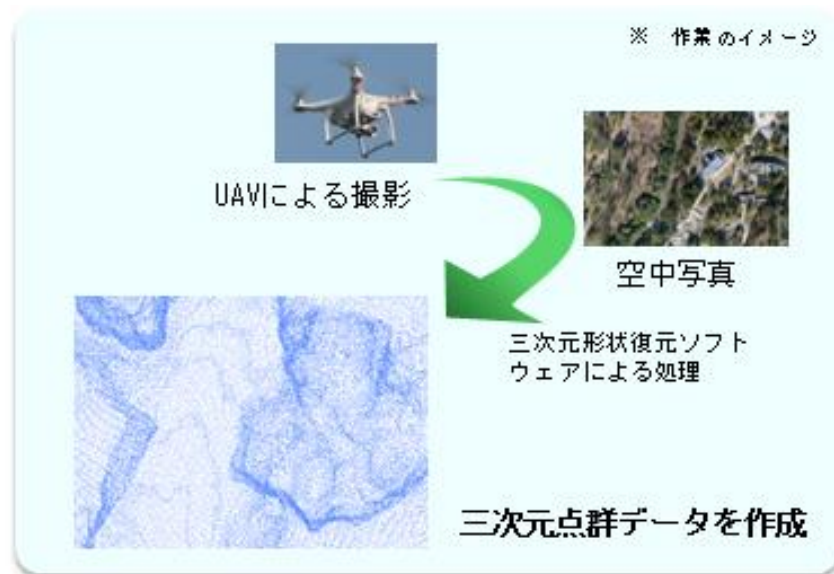 ※ 作業のイメージ
UAVによる撮影
空中写真
三次元形状復元ソフト
ウェアによる処理
三次元点群データを作成